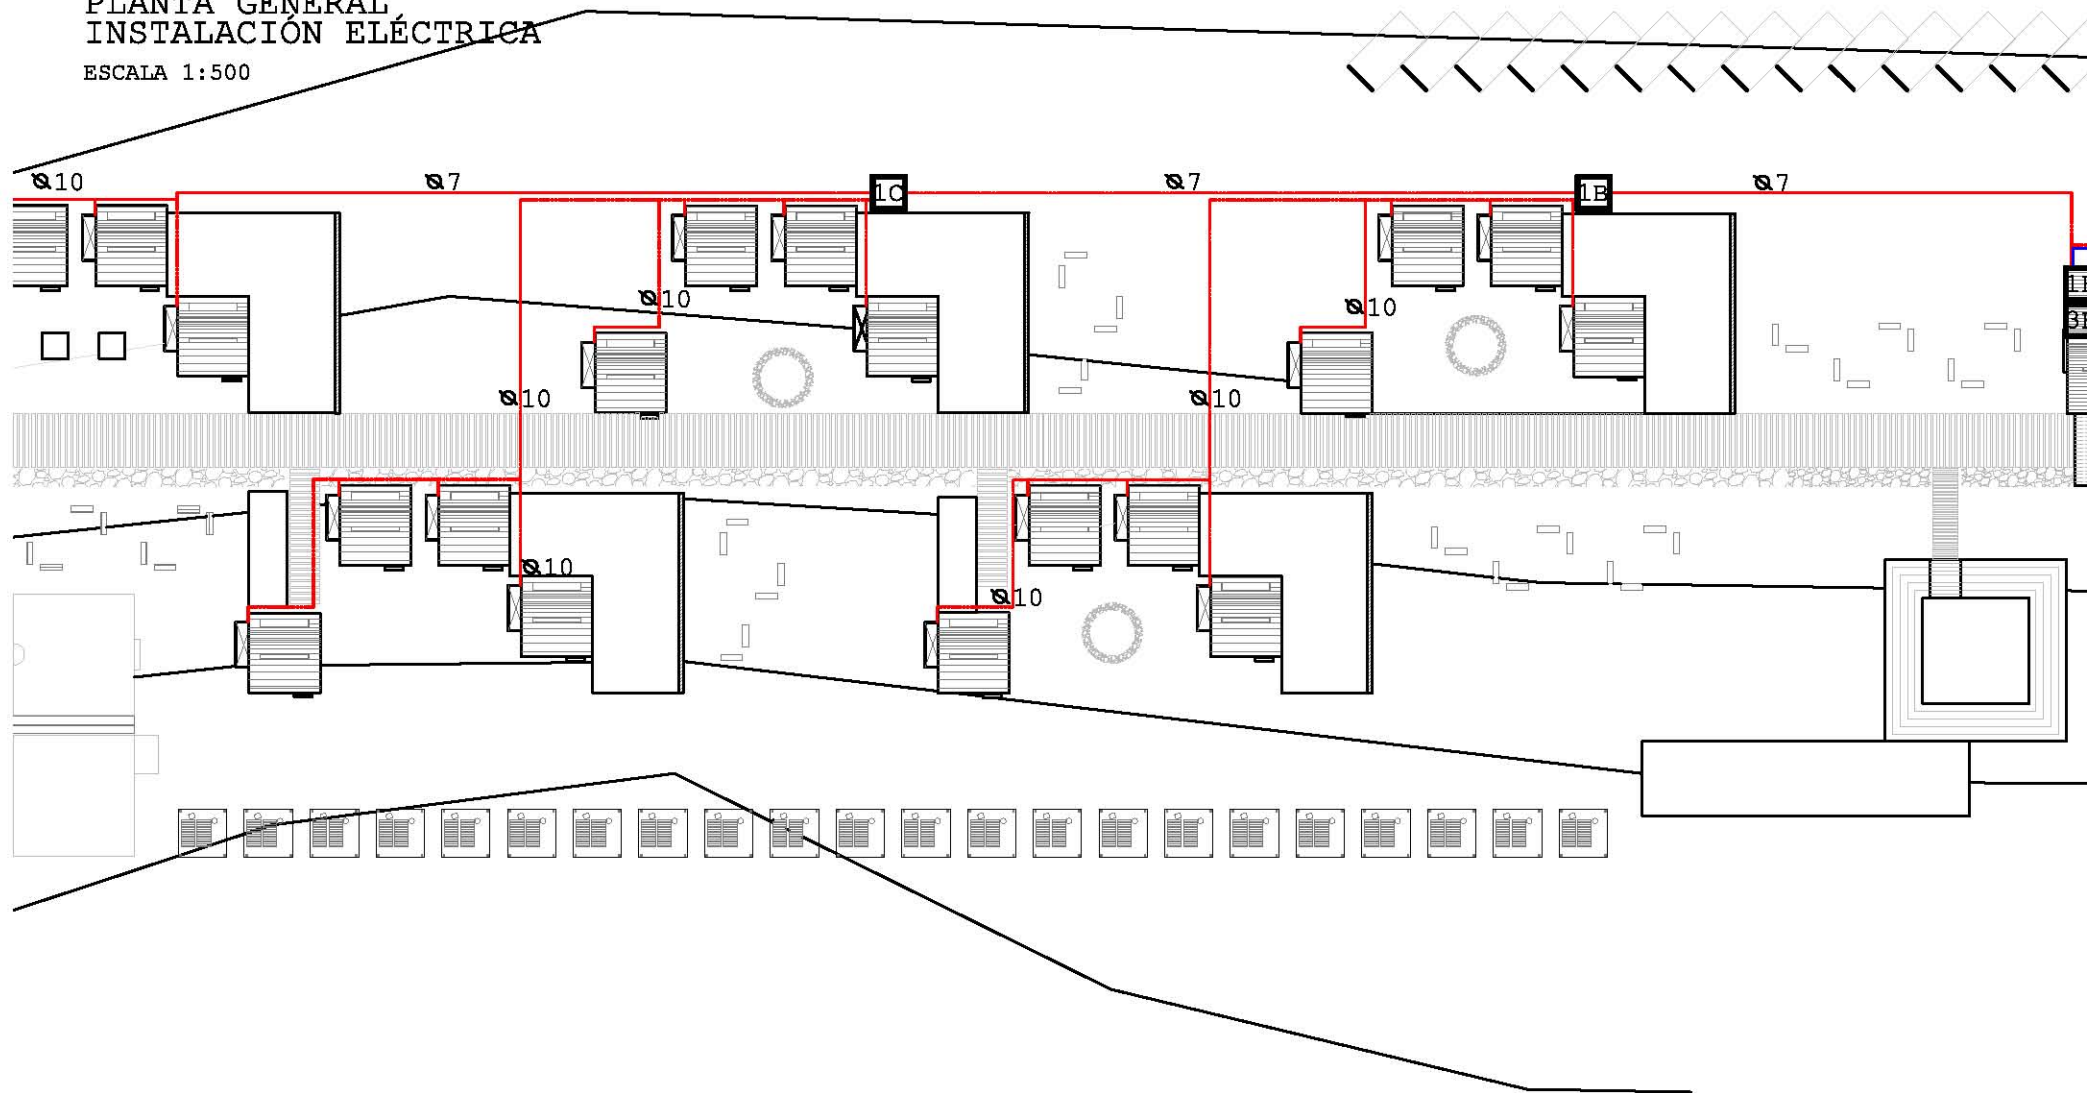 PLANTA GENERAL
INSTALACIÓN ELÉCTRICA
ESCALA 1:500
Ø10
Ø7
1C
Ø7
1B
Ø7
Ø10
Ø10
Ø10
Ø10
Ø10
Ø10